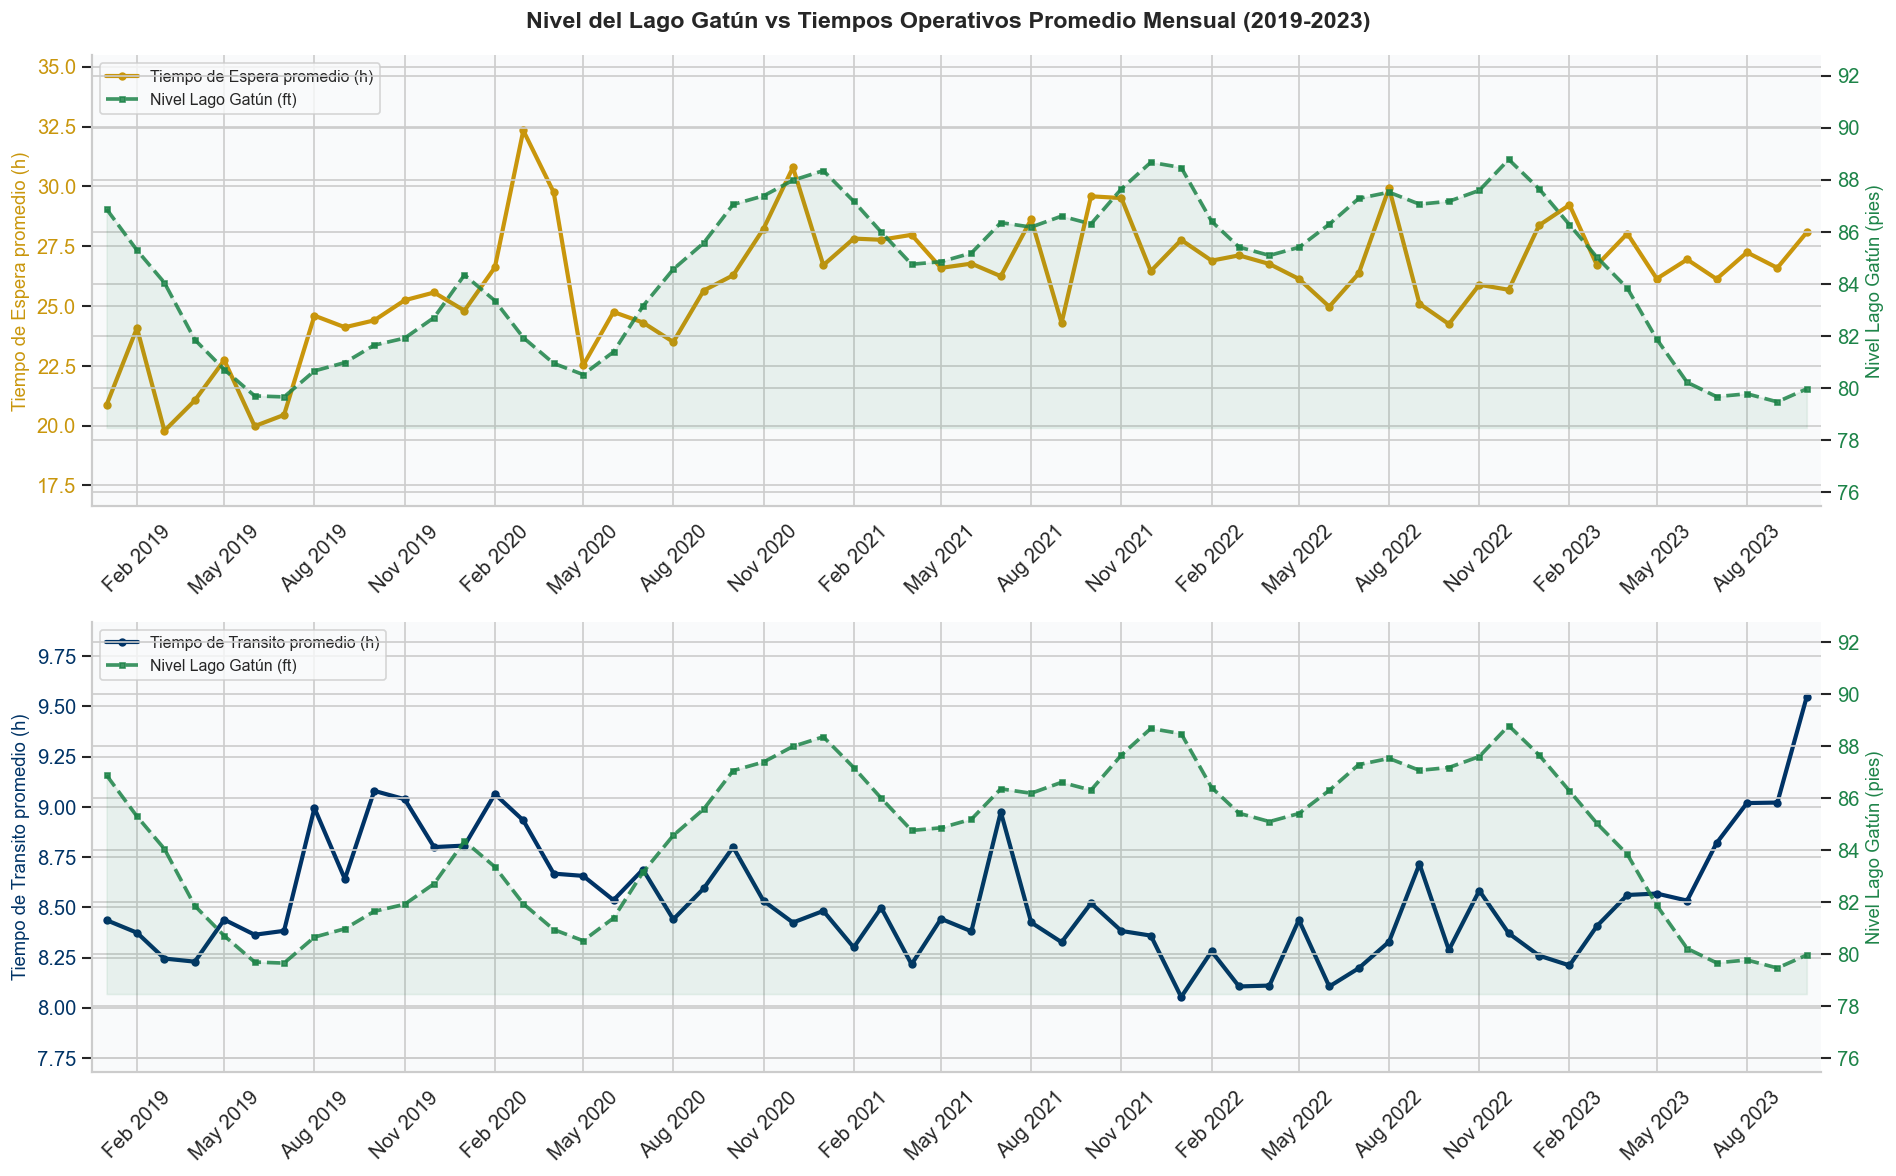 Nivel del Lago Gatún vs Tiempos Operativos Promedio Mensual (2019-2023)
Tiempo de Espera promedio (h)
Nivel Lago Gatún (ft)
Tiempo de Espera promedio (h)
35.0
32.5
30.0
27.5
25.0
22.5
20.0
17.5
92
90
88
86
84
82
80
78
76
Nivel Lago Gatún (pies)
Feb 2019
May 2019
Aug 2019
Nov 2019
Feb 2020
May 2020
Aug 2020
Nov 2020
Feb 2021
May 2021
Aug 2021
Nov 2021
Feb 2022
May 2022
Aug 2022
Nov 2022
Feb 2023
May 2023
Aug 2023
Tiempo de Transito promedio (h)
Nivel Lago Gatún (ft)
Tiempo de Transito promedio (h)
9.75
9.50
9.25
9.00
8.75
8.50
8.25
8.00
7.75
92
90
88
86
84
82
80
78
76
Nivel Lago Gatún (pies)
Feb 2019
May 2019
Aug 2019
Nov 2019
Feb 2020
May 2020
Aug 2020
Nov 2020
Feb 2021
May 2021
Aug 2021
Nov 2021
Feb 2022
May 2022
Aug 2022
Nov 2022
Feb 2023
May 2023
Aug 2023